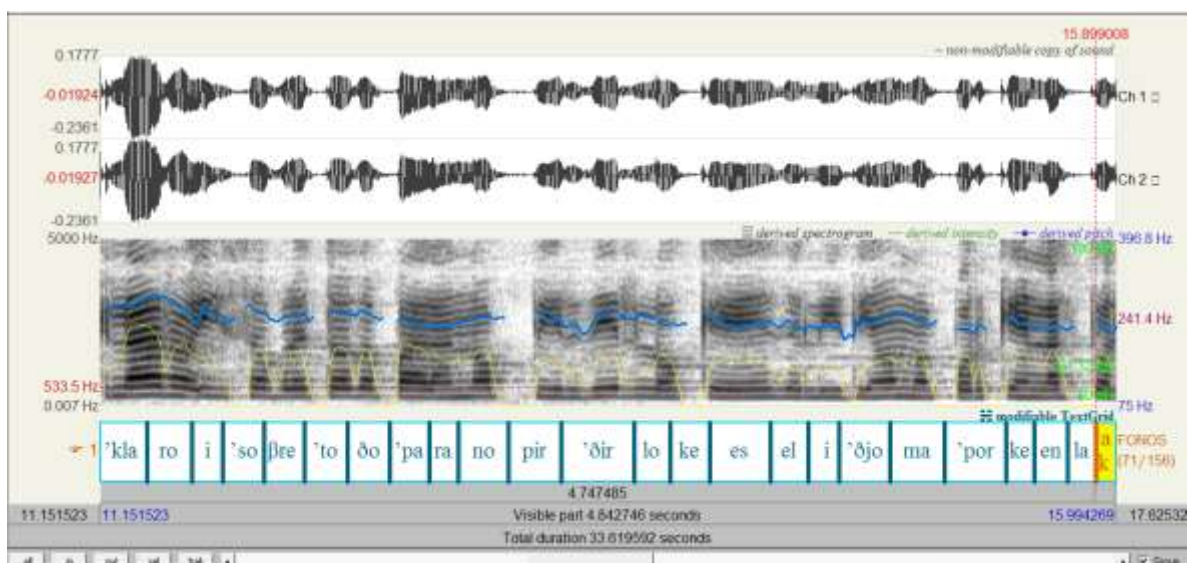 15.899008
0.1777
~ non-modifiable copy of sound
-0.01924
Ch 1
-0.2361
0.1777
-0.01927
Ch 2
-0.2361
5000 Hz
derived spectrogram
derived intensity
derived pitch
396.8 Hz
241.4 Hz
533.5 Hz
0.007 Hz
75 Hz
modifiable TextGrid
1 'kla ro i 'so βre 'to ðo 'pa ra no pir 'ðir lo ke es el i 'ðjo ma 'por ke en la a k FONOS (71/156)
4.747485
11.151523 11.151523 Visible part 4.842746 seconds 15.994269
Total duration 33.619592 seconds